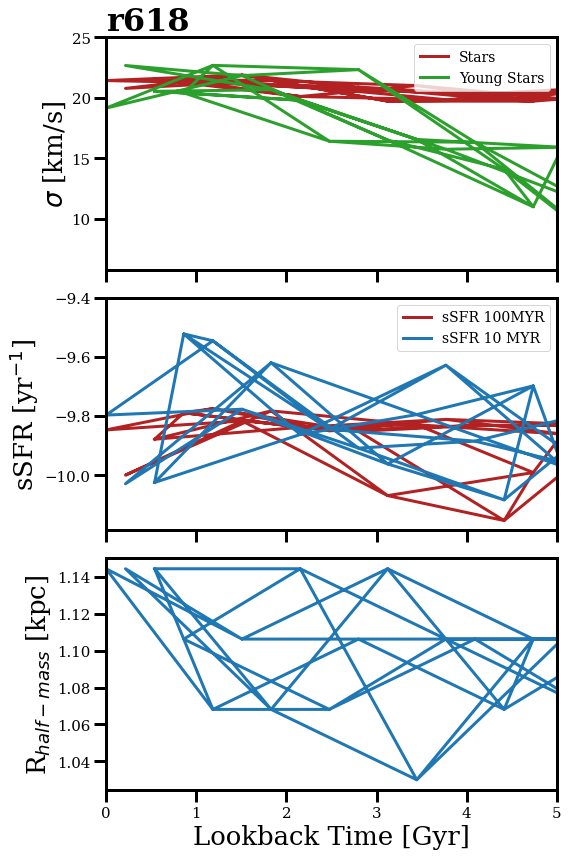 r618
25
20
15
10
σ [km/s]
Stars
Young Stars
−9.4
−9.6
−9.8
−10.0
sSFR [yr⁻¹]
sSFR 100MYR
sSFR 10 MYR
1.14
1.12
1.10
1.08
1.06
1.04
R_{half−mass} [kpc]
0 1 2 3 4 5
Lookback Time [Gyr]